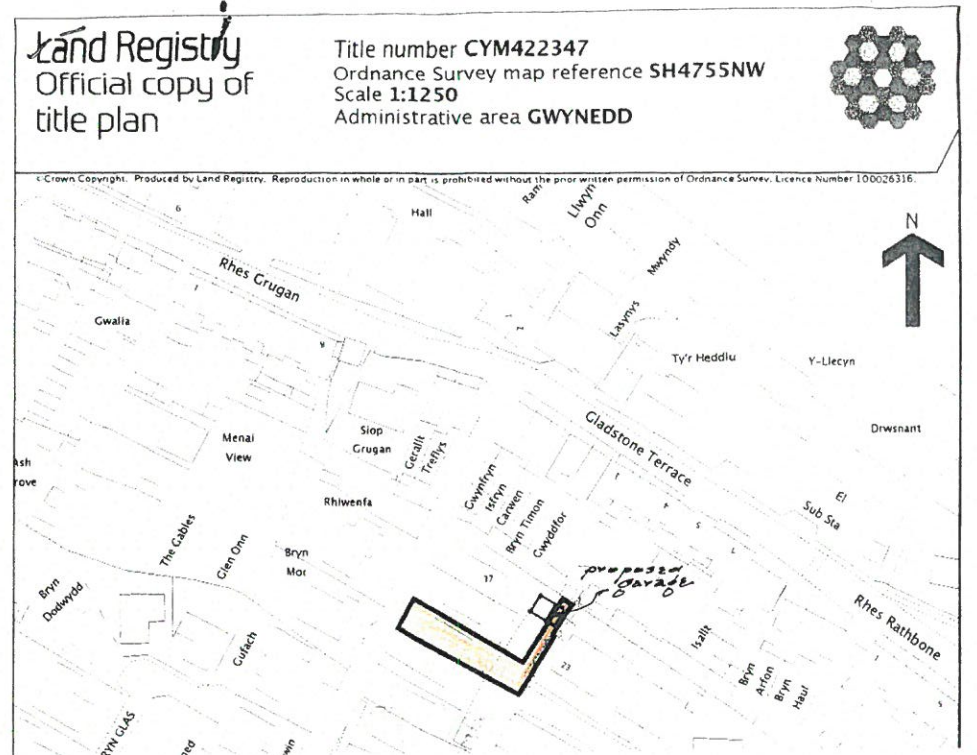 Land Registry
Official copy of
title plan
Title number CYM422347
Ordnance Survey map reference SH4755NW
Scale 1:1250
Administrative area GWYNEDD
© Crown Copyright. Produced by Land Registry. Reproduction in whole or in part is prohibited without the prior written permission of Ordnance Survey. Licence Number 100026316.
N
6
Hall
Llwyn
Onn
Mwyndy
Lasynys
Rhes Grugan
1
Gwalia
9
Ty'r Heddlu
Y-Llecyn
Drwsnant
Gladstone Terrace
Menai
View
Siop
Grugan
Gerallt
Treflys
Rhiwenfa
Gwynfryn
Isfryn
Carwen
Bryn Timon
Gwyddfor
El
Sub Sta
The Gables
Glen Onn
Bryn
Mor
17
proposed
garage
Bryn
Dodwydd
Gufach
23
Isallt
Rhes Rathbone
Bryn
Arfon
Bryn
Haul
RYN GLAS